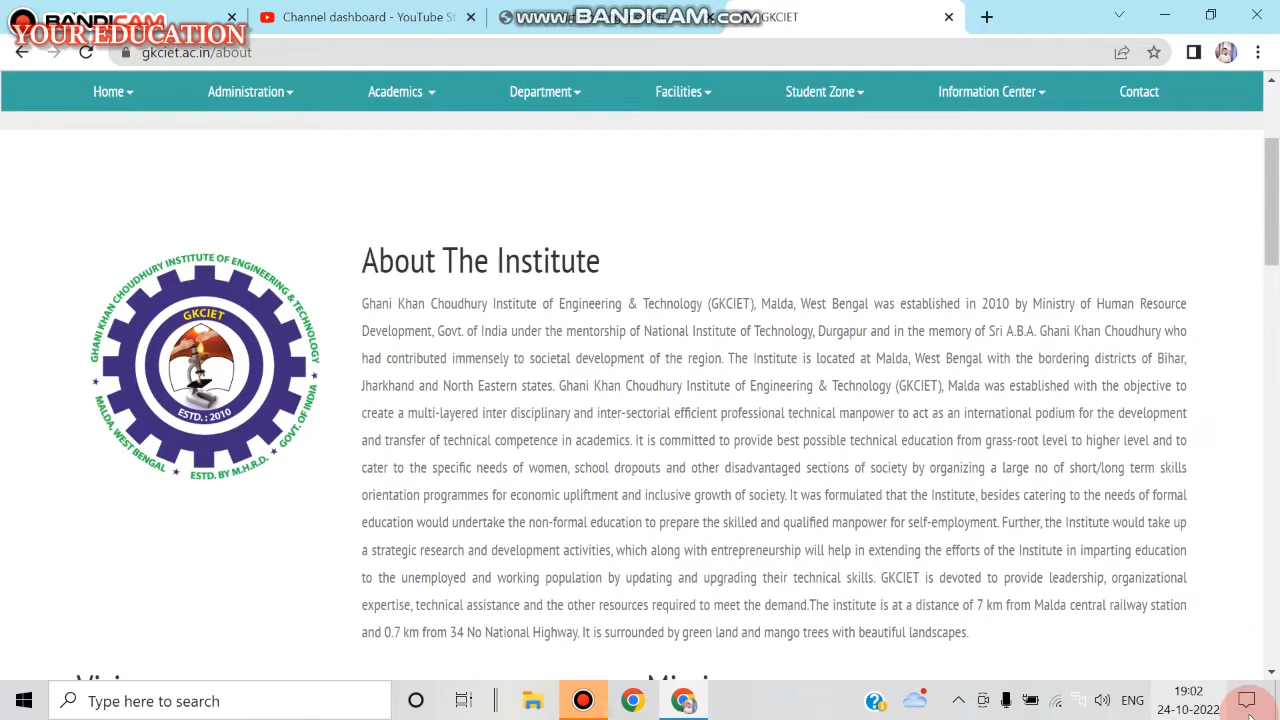 BANDICAM
YOUR EDUCATION
Channel dashboard - YouTube S
www.BANDICAM.com
GKCIET
gkciet.ac.in/about
Home
Administration
Academics
Department
Facilities
Student Zone
Information Center
Contact
GHANI KHAN CHOUDHURY INSTITUTE OF ENGINEERING & TECHNOLOGY
GKCIET
ESTD.: 2010
MALDA, WEST BENGAL
ESTD. BY M.H.R.D.
GOVT. OF INDIA
About The Institute
Ghani Khan Choudhury Institute of Engineering & Technology (GKCIET), Malda, West Bengal was established in 2010 by Ministry of Human Resource
Development, Govt. of India under the mentorship of National Institute of Technology, Durgapur and in the memory of Sri A.B.A. Ghani Khan Choudhury who
had contributed immensely to societal development of the region. The Institute is located at Malda, West Bengal with the bordering districts of Bihar,
Jharkhand and North Eastern states. Ghani Khan Choudhury Institute of Engineering & Technology (GKCIET), Malda was established with the objective to
create a multi-layered inter disciplinary and inter-sectorial efficient professional technical manpower to act as an international podium for the development
and transfer of technical competence in academics. It is committed to provide best possible technical education from grass-root level to higher level and to
cater to the specific needs of women, school dropouts and other disadvantaged sections of society by organizing a large no of short/long term skills
orientation programmes for economic upliftment and inclusive growth of society. It was formulated that the Institute, besides catering to the needs of formal
education would undertake the non-formal education to prepare the skilled and qualified manpower for self-employment. Further, the Institute would take up
a strategic research and development activities, which along with entrepreneurship will help in extending the efforts of the Institute in imparting education
to the unemployed and working population by updating and upgrading their technical skills. GKCIET is devoted to provide leadership, organizational
expertise, technical assistance and the other resources required to meet the demand.The institute is at a distance of 7 km from Malda central railway station
and 0.7 km from 34 No National Highway. It is surrounded by green land and mango trees with beautiful landscapes.
Type here to search
ENG
19:02
24-10-2022